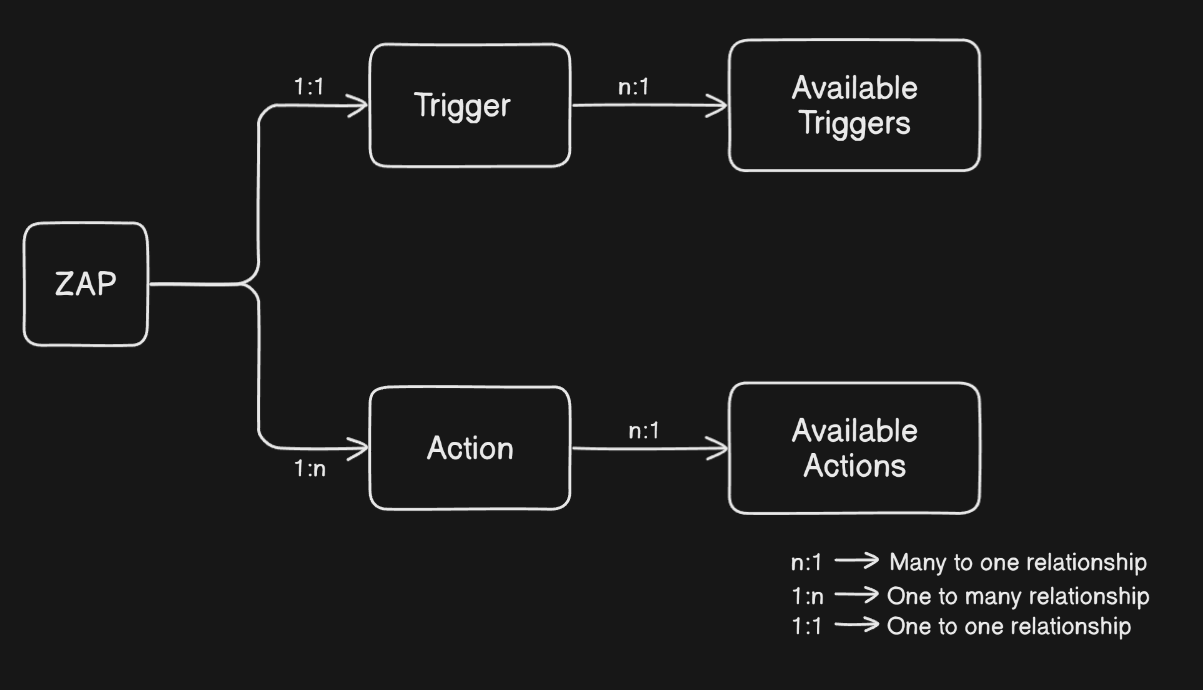 1:1
Trigger
n:1
Available
Triggers
ZAP
1:n
Action
n:1
Available
Actions
n:1 → Many to one relationship
1:n → One to many relationship
1:1 → One to one relationship